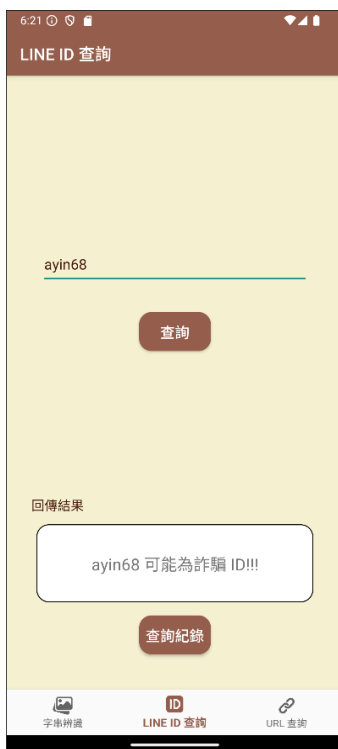 6:21
LINE ID 查詢
ayin68
查詢
回傳結果
ayin68 可能為詐騙 ID!!!
查詢紀錄
ID
字串辨識
LINE ID 查詢
URL 查詢